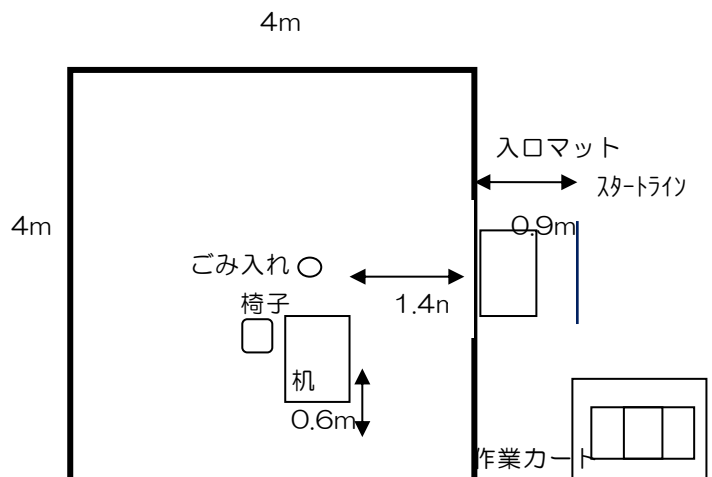 4m
入口マット
スタートライン
4m
0.9m
ごみ入れ
椅子
1.4n
机
0.6m
作業カート